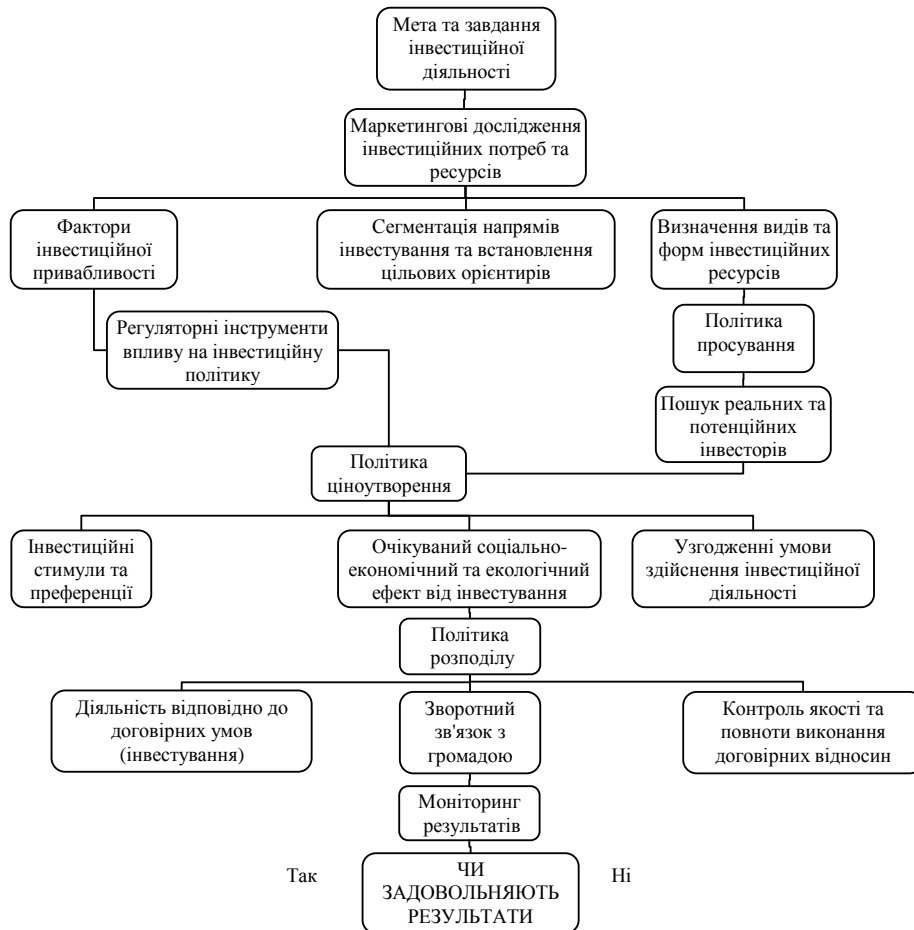 Мета та завдання
інвестиційної
діяльності
Маркетингові дослідження
інвестиційних потреб та
ресурсів
Фактори
інвестиційної
привабливості
Сегментація напрямів
інвестування та встановлення
цільових орієнтирів
Визначення видів та
форм інвестиційних
ресурсів
Регуляторні інструменти
впливу на інвестиційну
політику
Політика
просування
Пошук реальних та
потенційних
інвесторів
Політика
ціноутворення
Інвестиційні
стимули та
преференції
Очікуваний соціально-
економічний та екологічний
ефект від інвестування
Узгодженні умови
здійснення інвестиційної
діяльності
Політика
розподілу
Діяльність відповідно до
договірних умов
(інвестування)
Зворотний
зв'язок з
громадою
Контроль якості та
повноти виконання
договірних відносин
Моніторинг
результатів
Так
ЧИ
ЗАДОВОЛЬНЯЮТЬ
РЕЗУЛЬТАТИ
Ні